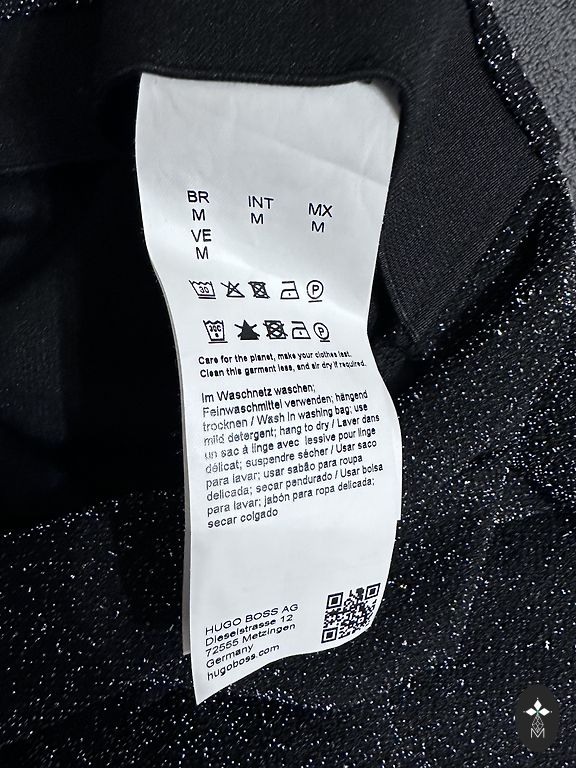 BR INT MX
M M M
VE
M
30 P
30C P
Care for the planet, make your clothes last.
Clean this garment less, and air dry if required.
Im Waschnetz waschen;
Feinwaschmittel verwenden; hängend
trocknen / Wash in washing bag; use
mild detergent; hang to dry / Laver dans
un sac à linge avec lessive pour linge
délicat; suspendre sécher / Usar saco
para lavar; usar sabão para roupa
delicada; secar pendurado / Usar bolsa
para lavar; jabón para ropa delicada;
secar colgado
HUGO BOSS AG
Dieselstrasse 12
72555 Metzingen
Germany
hugoboss.com
M